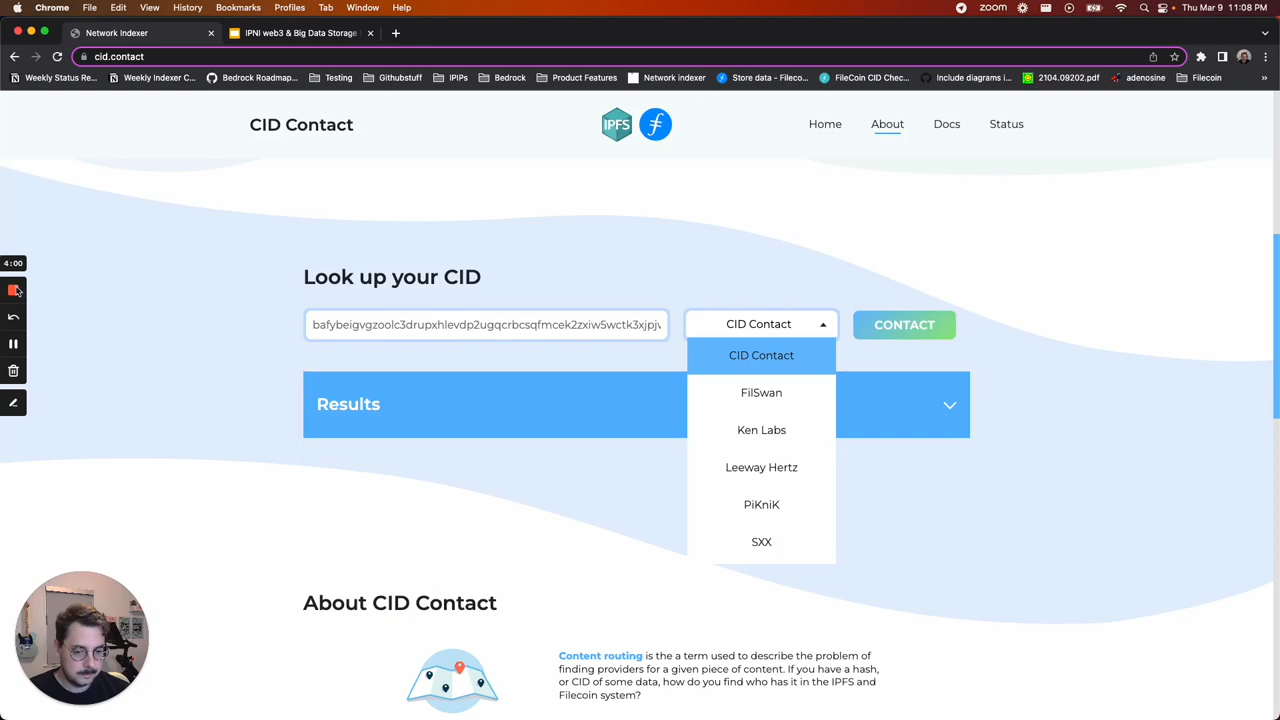 Chrome File Edit View History Bookmarks Profiles Tab Window Help zoom Thu Mar 9 11:08 PM
Network Indexer IPNI web3 & Big Data Storage
cid.contact
Weekly Status Re... Weekly Indexer C... Bedrock Roadmap... Testing Githubstuff IPIPs Bedrock Product Features Network indexer Store data - Fileco... FileCoin CID Chec... Include diagrams i... 2104.09202.pdf adenosine Filecoin
CID Contact IPFS Home About Docs Status
4:00
Look up your CID
bafybeigvgzoolc3drupxhlevdp2ugqcrbcsqfmcek2zxiw5wctk3xjpjv CID Contact CONTACT
CID Contact
FilSwan
Results
Ken Labs
Leeway Hertz
PiKniK
SXX
About CID Contact
Content routing is the a term used to describe the problem of
finding providers for a given piece of content. If you have a hash,
or CID of some data, how do you find who has it in the IPFS and
Filecoin system?